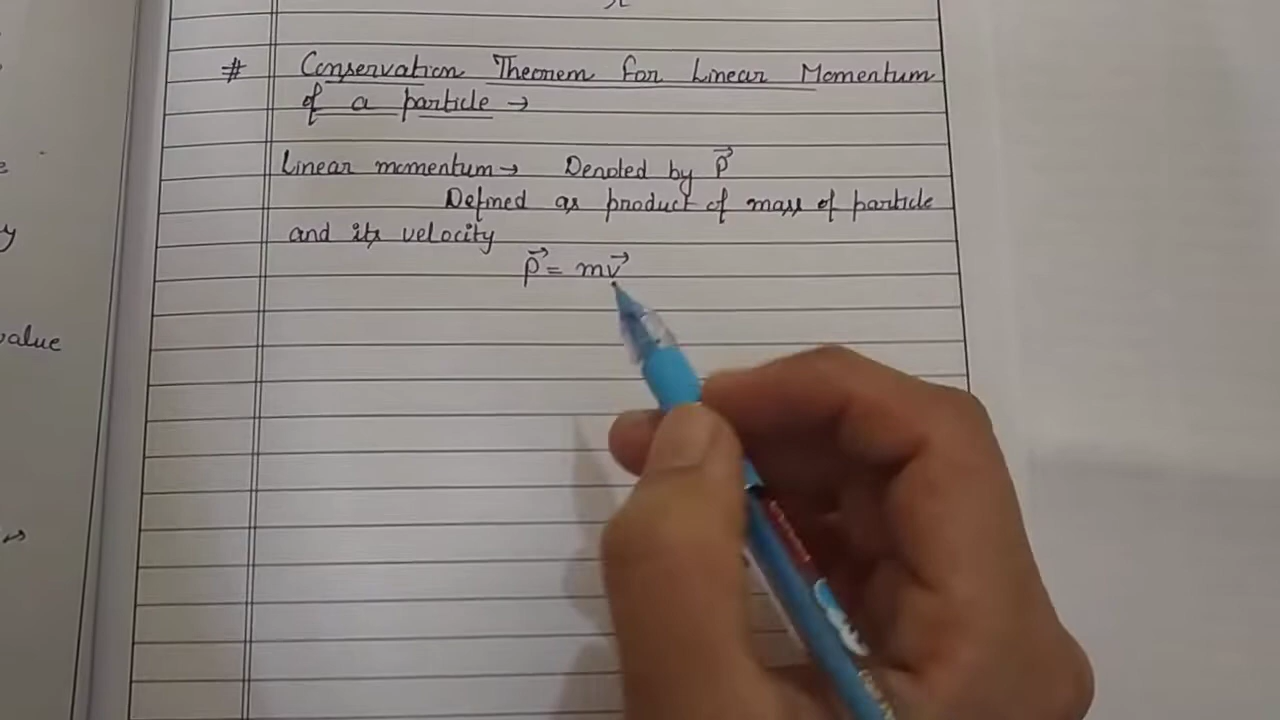 # Conservation Theorem for Linear Momentum
of a particle →
Linear momentum → Denoted by P⃗
Defined as product of mass of particle
and its velocity
P⃗ = mv⃗
value
y